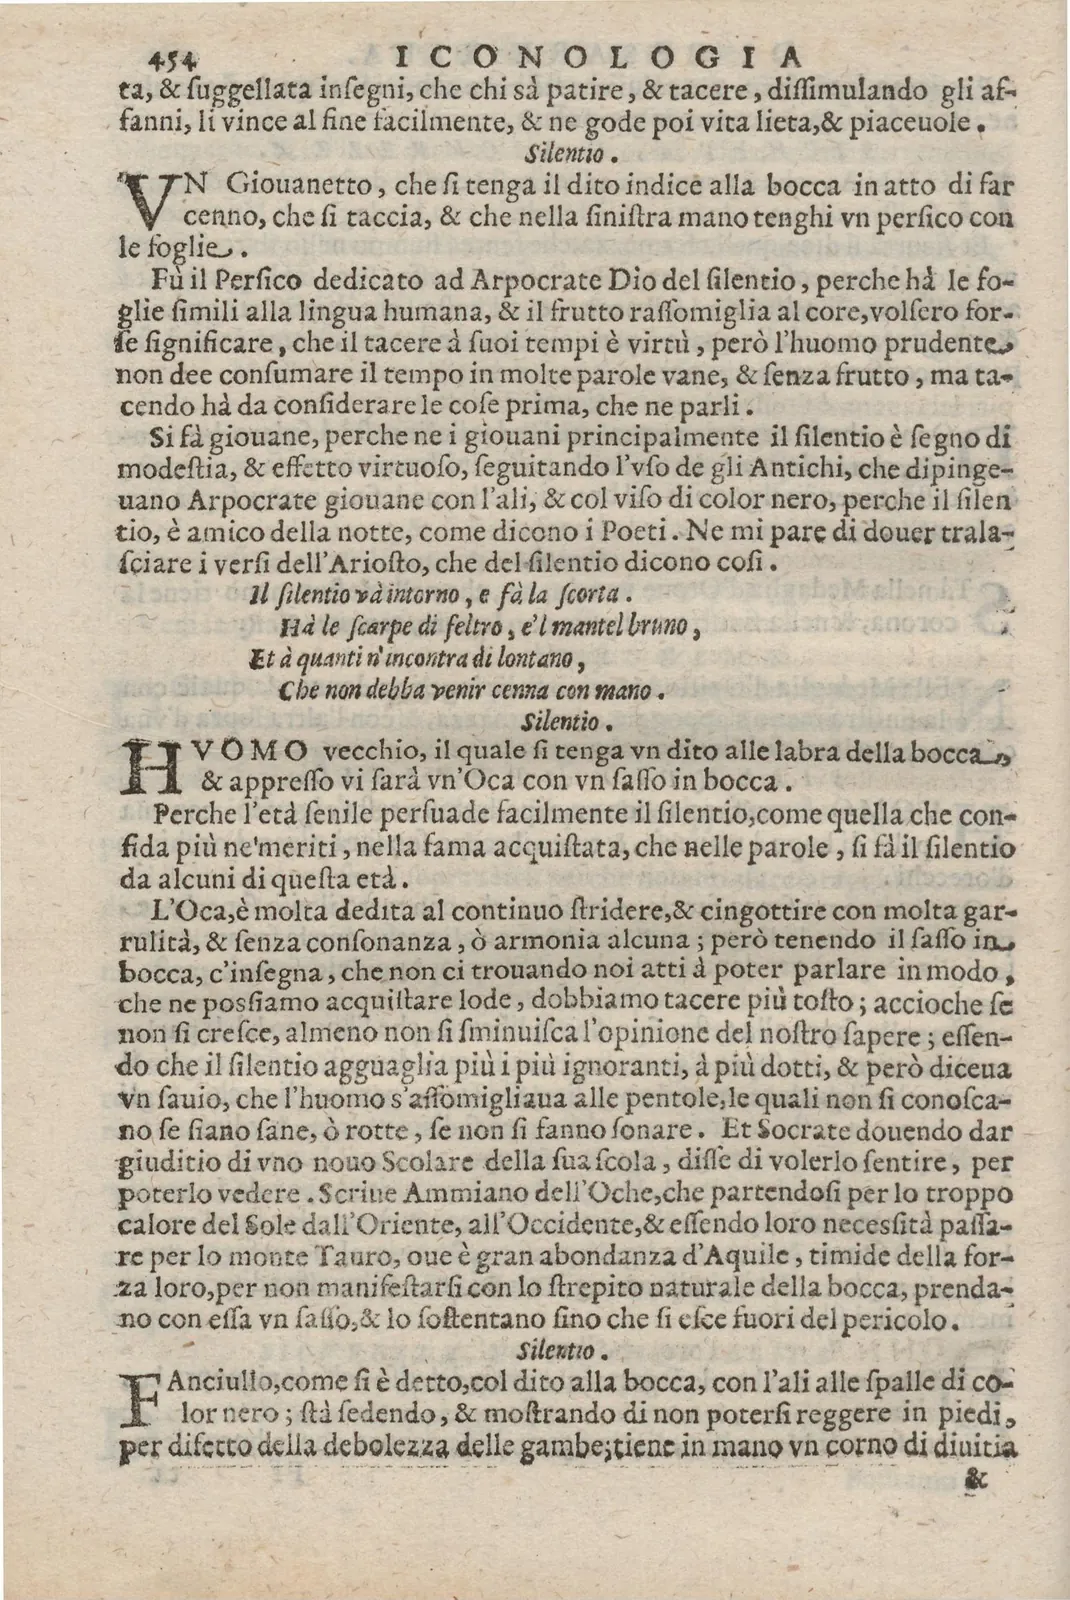 454 ICONOLOGIA
ta, & ſuggellata inſegni, che chi sà patire, & tacere, diſſimulando gli af-
fanni, li vince al fine facilmente, & ne gode poi vita lieta, & piaceuole.
Silentio.
VN Giouanetto, che ſi tenga il dito indice alla bocca in atto di far
cenno, che ſi taccia, & che nella ſiniſtra mano tenghi vn perſico con
le foglie.
Fù il Perſico dedicato ad Arpocrate Dio del ſilentio, perche hà le fo-
glie ſimili alla lingua humana, & il frutto raſſomiglia al core, volſero for-
ſe ſignificare, che il tacere à ſuoi tempi è virtù, però l'huomo prudente
non dee conſumare il tempo in molte parole vane, & ſenza frutto, ma ta-
cendo hà da conſiderare le coſe prima, che ne parli.
Si fà giouane, perche ne i giouani principalmente il ſilentio è ſegno di
modeſtia, & effetto virtuoſo, ſeguitando l'vſo de gli Antichi, che dipinge-
uano Arpocrate giouane con l'ali, & col viſo di color nero, perche il ſilen
tio, è amico della notte, come dicono i Poeti. Ne mi pare di douer trala-
ſciare i verſi dell'Arioſto, che del ſilentio dicono coſi.
Il ſilentio và intorno, e fà la ſcorta.
Hà le ſcarpe di feltro, e'l mantel bruno,
Et à quanti n'incontra di lontano,
Che non debba venir cenna con mano.
Silentio.
HVOMO vecchio, il quale ſi tenga vn dito alle labra della bocca,
& appreſſo vi ſarà vn'Oca con vn ſaſſo in bocca.
Perche l'età ſenile perſuade facilmente il ſilentio, come quella che con-
fida più ne'meriti, nella fama acquiſtata, che nelle parole, ſi fà il ſilentio
da alcuni di queſta età.
L'Oca, è molta dedita al continuo ſtridere, & cingottire con molta gar-
rulità, & ſenza conſonanza, ò armonia alcuna; però tenendo il ſaſſo in
bocca, c'inſegna, che non ci trouando noi atti à poter parlare in modo,
che ne poſſiamo acquiſtare lode, dobbiamo tacere più toſto; accioche ſe
non ſi creſce, almeno non ſi ſminuiſca l'opinione del noſtro ſapere; eſſen-
do che il ſilentio agguaglia più i più ignoranti, à più dotti, & però diceua
vn ſauio, che l'huomo s'aſſomigliaua alle pentole, le quali non ſi conoſca-
no ſe ſiano ſane, ò rotte, ſe non ſi fanno ſonare. Et Socrate douendo dar
giuditio di vno nouo Scolare della ſua ſcola, diſſe di volerlo ſentire, per
poterlo vedere. Scriue Ammiano dell'Oche, che partendoſi per lo troppo
calore del Sole dall'Oriente, all'Occidente, & eſſendo loro neceſſità paſſa-
re per lo monte Tauro, oue è gran abondanza d'Aquile, timide della for-
za loro, per non manifeſtarſi con lo ſtrepito naturale della bocca, prenda-
no con eſſa vn ſaſſo, & lo ſoſtentano fino che ſi eſce fuori del pericolo.
Silentio.
FAnciullo, come ſi è detto, col dito alla bocca, con l'ali alle ſpalle di co-
lor nero; ſtà ſedendo, & moſtrando di non poterſi reggere in piedi,
per difetto della debolezza delle gambe; tiene in mano vn corno di diuitia
&